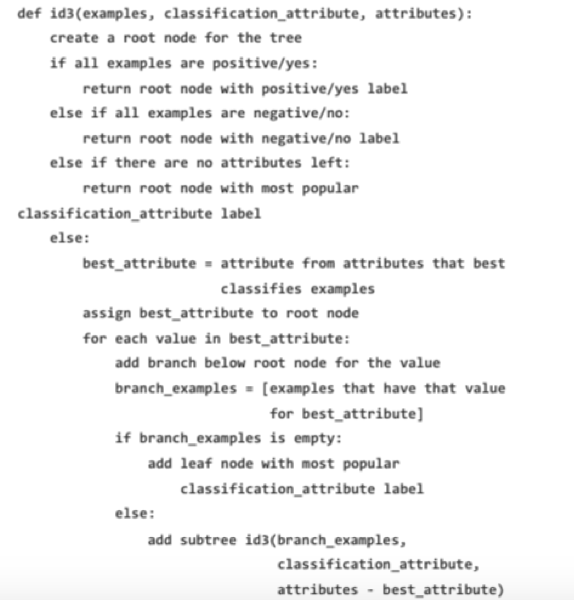 def id3(examples, classification_attribute, attributes):
    create a root node for the tree
    if all examples are positive/yes:
        return root node with positive/yes label
    else if all examples are negative/no:
        return root node with negative/no label
    else if there are no attributes left:
        return root node with most popular
classification_attribute label
    else:
        best_attribute = attribute from attributes that best
                         classifies examples
        assign best_attribute to root node
        for each value in best_attribute:
            add branch below root node for the value
            branch_examples = [examples that have that value
                               for best_attribute]
            if branch_examples is empty:
                add leaf node with most popular
                    classification_attribute label
            else:
                add subtree id3(branch_examples,
                                classification_attribute,
                                attributes - best_attribute)